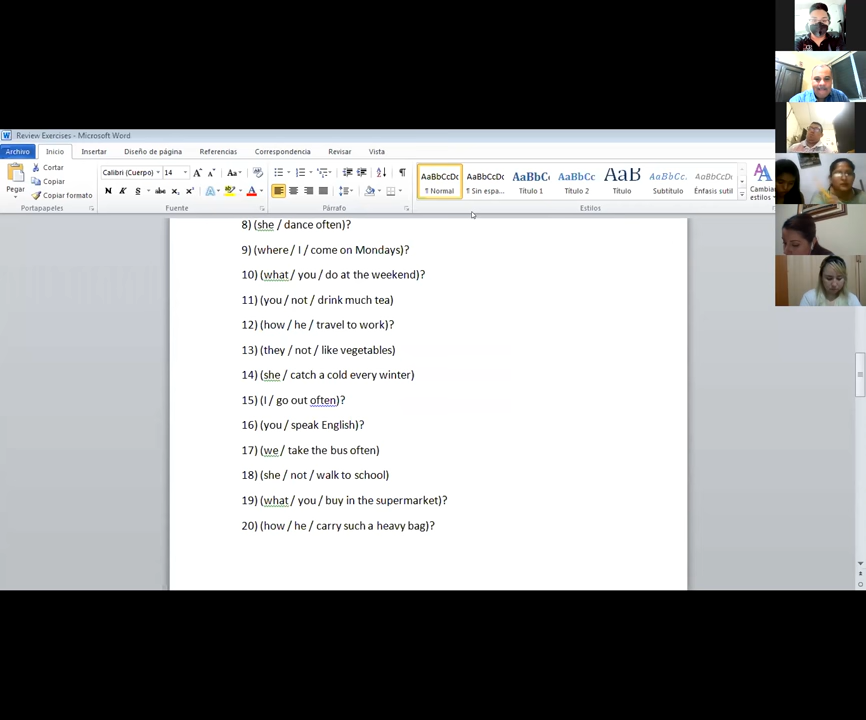 Review Exercises - Microsoft Word
Archivo Inicio Insertar Diseño de página Referencias Correspondencia Revisar Vista
Pegar
Cortar
Copiar
Copiar formato
Calibri (Cuerpo) 14
AaBbCcDc AaBbCcDc AaBbC AaBbCc AaB AaBbCc. AaBbCcDc
¶ Normal ¶ Sin espa... Título 1 Título 2 Título Subtítulo Énfasis sutil
Cambiar estilos
Portapapeles Fuente Párrafo Estilos
8) (she / dance often)?
9) (where / I / come on Mondays)?
10) (what / you / do at the weekend)?
11) (you / not / drink much tea)
12) (how / he / travel to work)?
13) (they / not / like vegetables)
14) (she / catch a cold every winter)
15) (I / go out often)?
16) (you / speak English)?
17) (we / take the bus often)
18) (she / not / walk to school)
19) (what / you / buy in the supermarket)?
20) (how / he / carry such a heavy bag)?